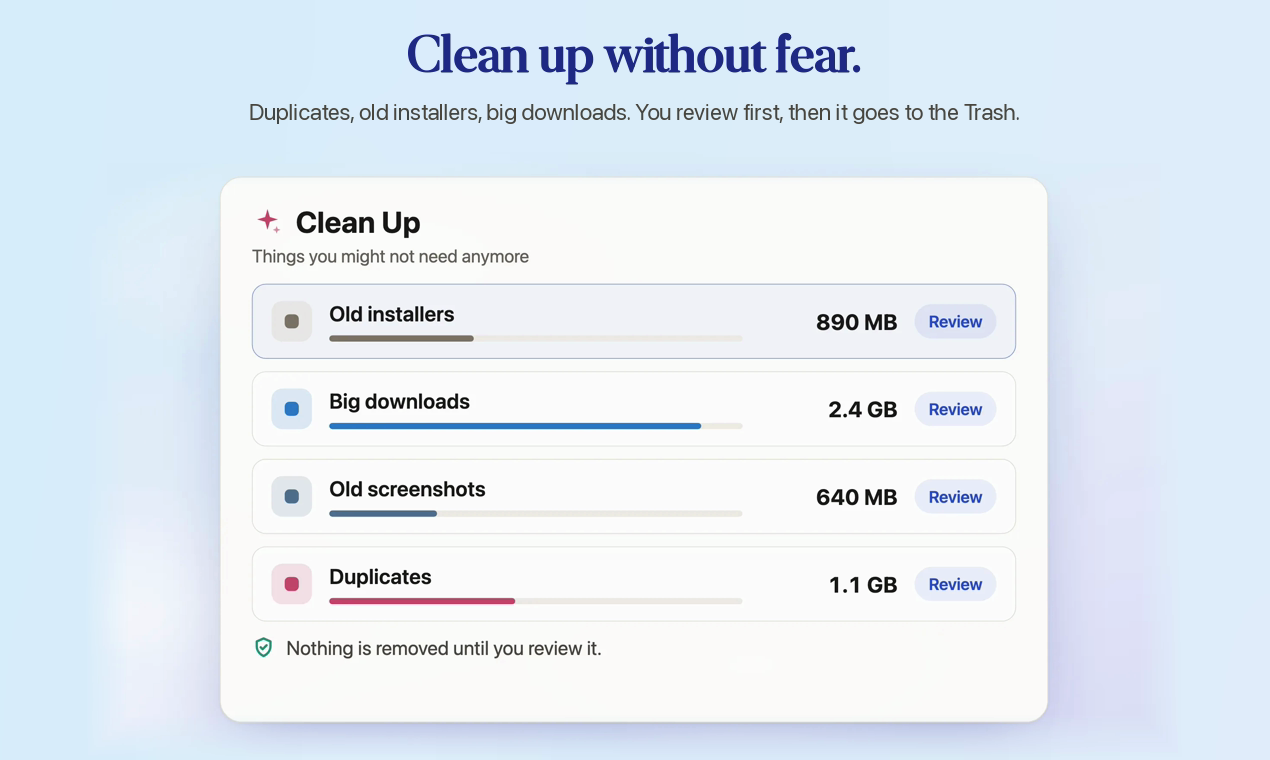 Clean up without fear.
Duplicates, old installers, big downloads. You review first, then it goes to the Trash.
Clean Up
Things you might not need anymore
Old installers
890 MB
Review
Big downloads
2.4 GB
Review
Old screenshots
640 MB
Review
Duplicates
1.1 GB
Review
Nothing is removed until you review it.